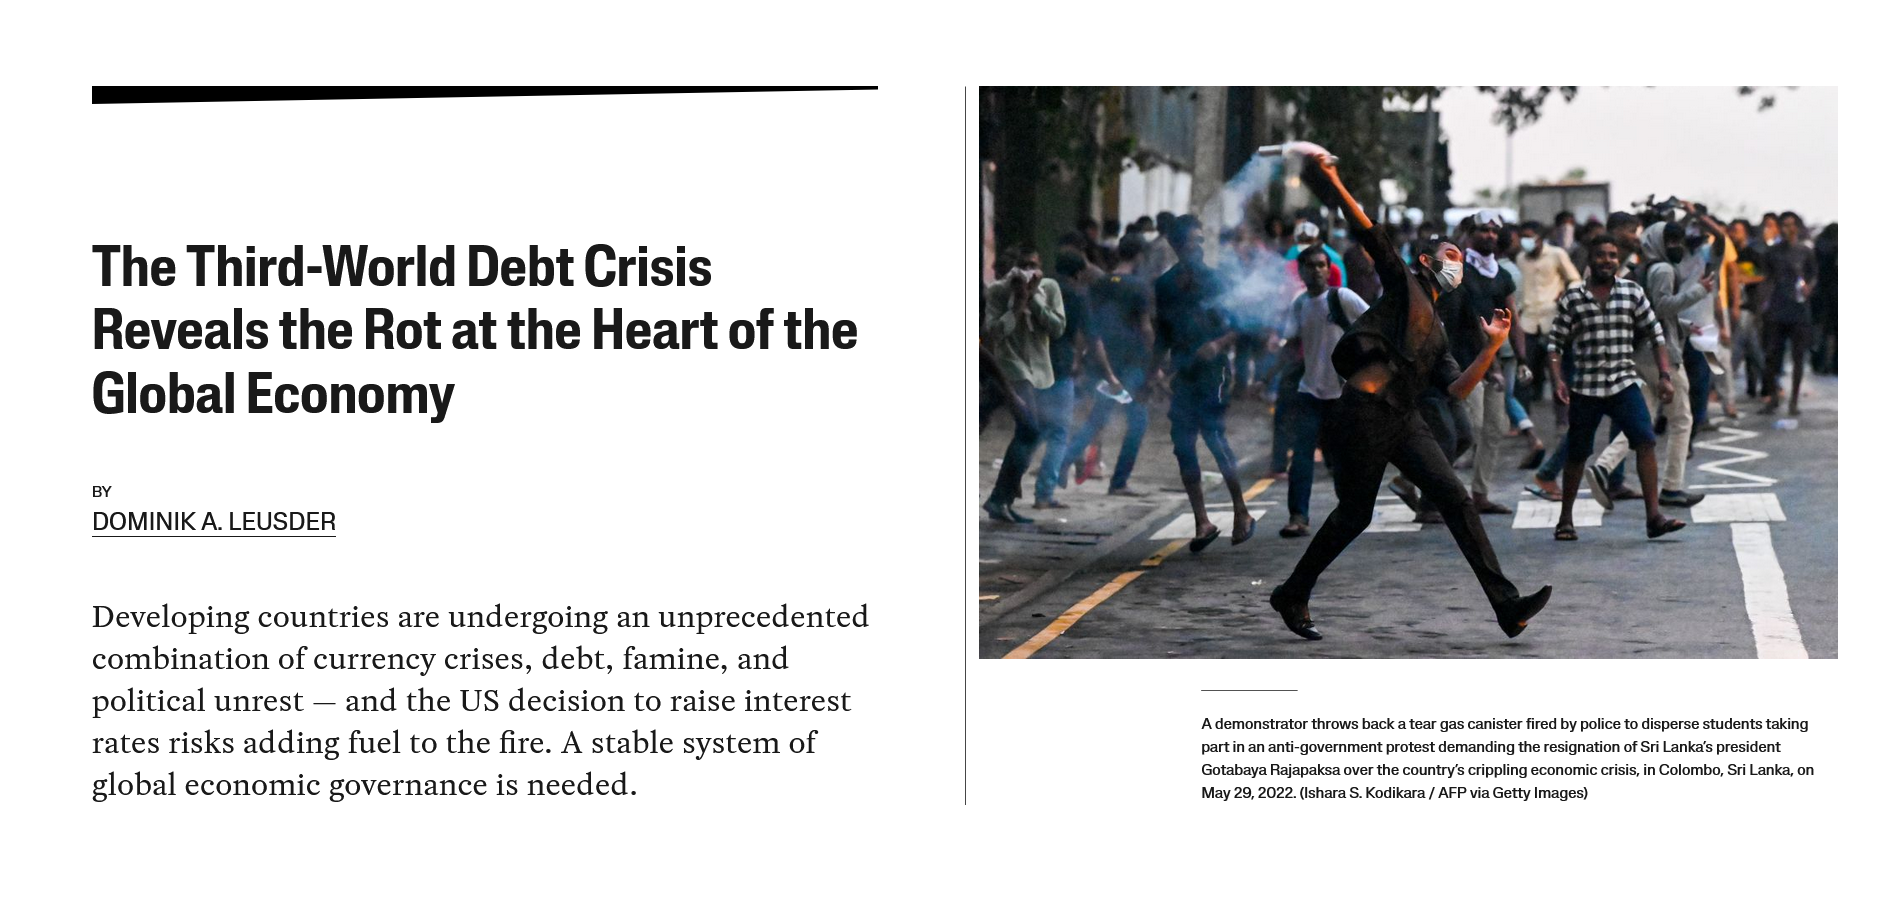 The Third-World Debt Crisis
Reveals the Rot at the Heart of the
Global Economy
BY
DOMINIK A. LEUSDER
Developing countries are undergoing an unprecedented
combination of currency crises, debt, famine, and
political unrest — and the US decision to raise interest
rates risks adding fuel to the fire. A stable system of
global economic governance is needed.
A demonstrator throws back a tear gas canister fired by police to disperse students taking
part in an anti-government protest demanding the resignation of Sri Lanka’s president
Gotabaya Rajapaksa over the country’s crippling economic crisis, in Colombo, Sri Lanka, on
May 29, 2022. (Ishara S. Kodikara / AFP via Getty Images)